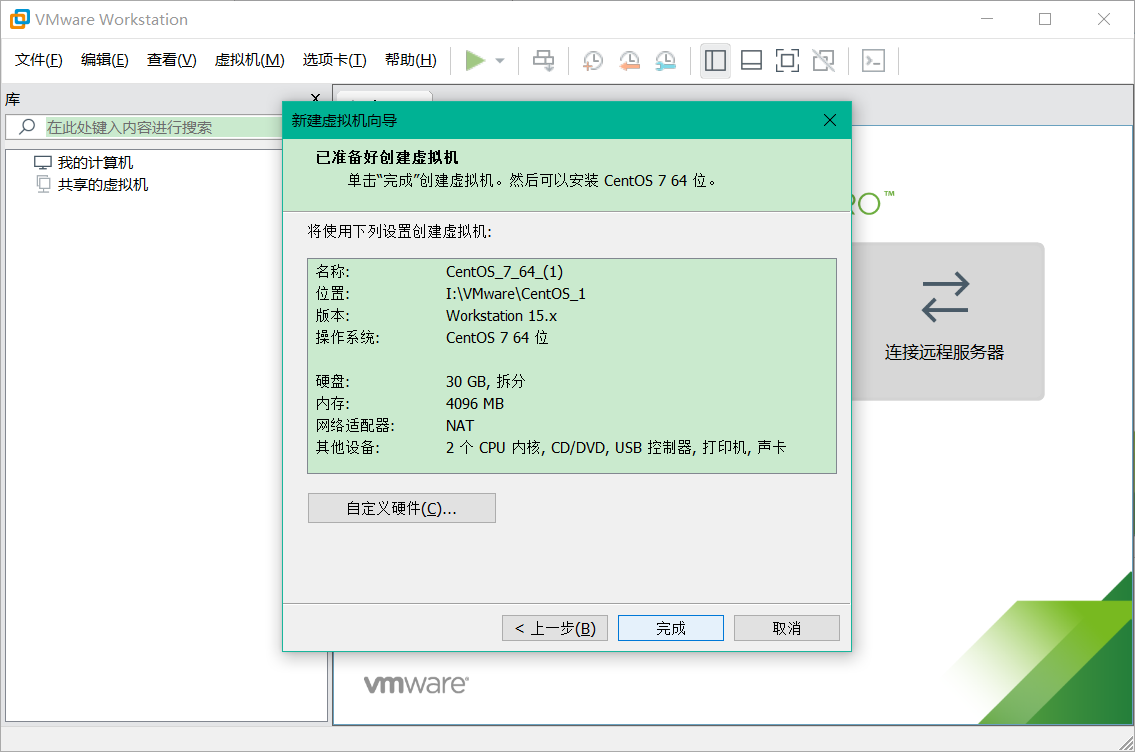 VMware Workstation
文件(F) 编辑(E) 查看(V) 虚拟机(M) 选项卡(T) 帮助(H)
库
在此处键入内容进行搜索
我的计算机
共享的虚拟机
新建虚拟机向导
已准备好创建虚拟机
单击“完成”创建虚拟机。然后可以安装 CentOS 7 64 位。
将使用下列设置创建虚拟机:
名称: CentOS_7_64_(1)
位置: I:\VMware\CentOS_1
版本: Workstation 15.x
操作系统: CentOS 7 64 位
硬盘: 30 GB, 拆分
内存: 4096 MB
网络适配器: NAT
其他设备: 2 个 CPU 内核, CD/DVD, USB 控制器, 打印机, 声卡
自定义硬件(C)...
< 上一步(B) 完成 取消
连接远程服务器
vmware